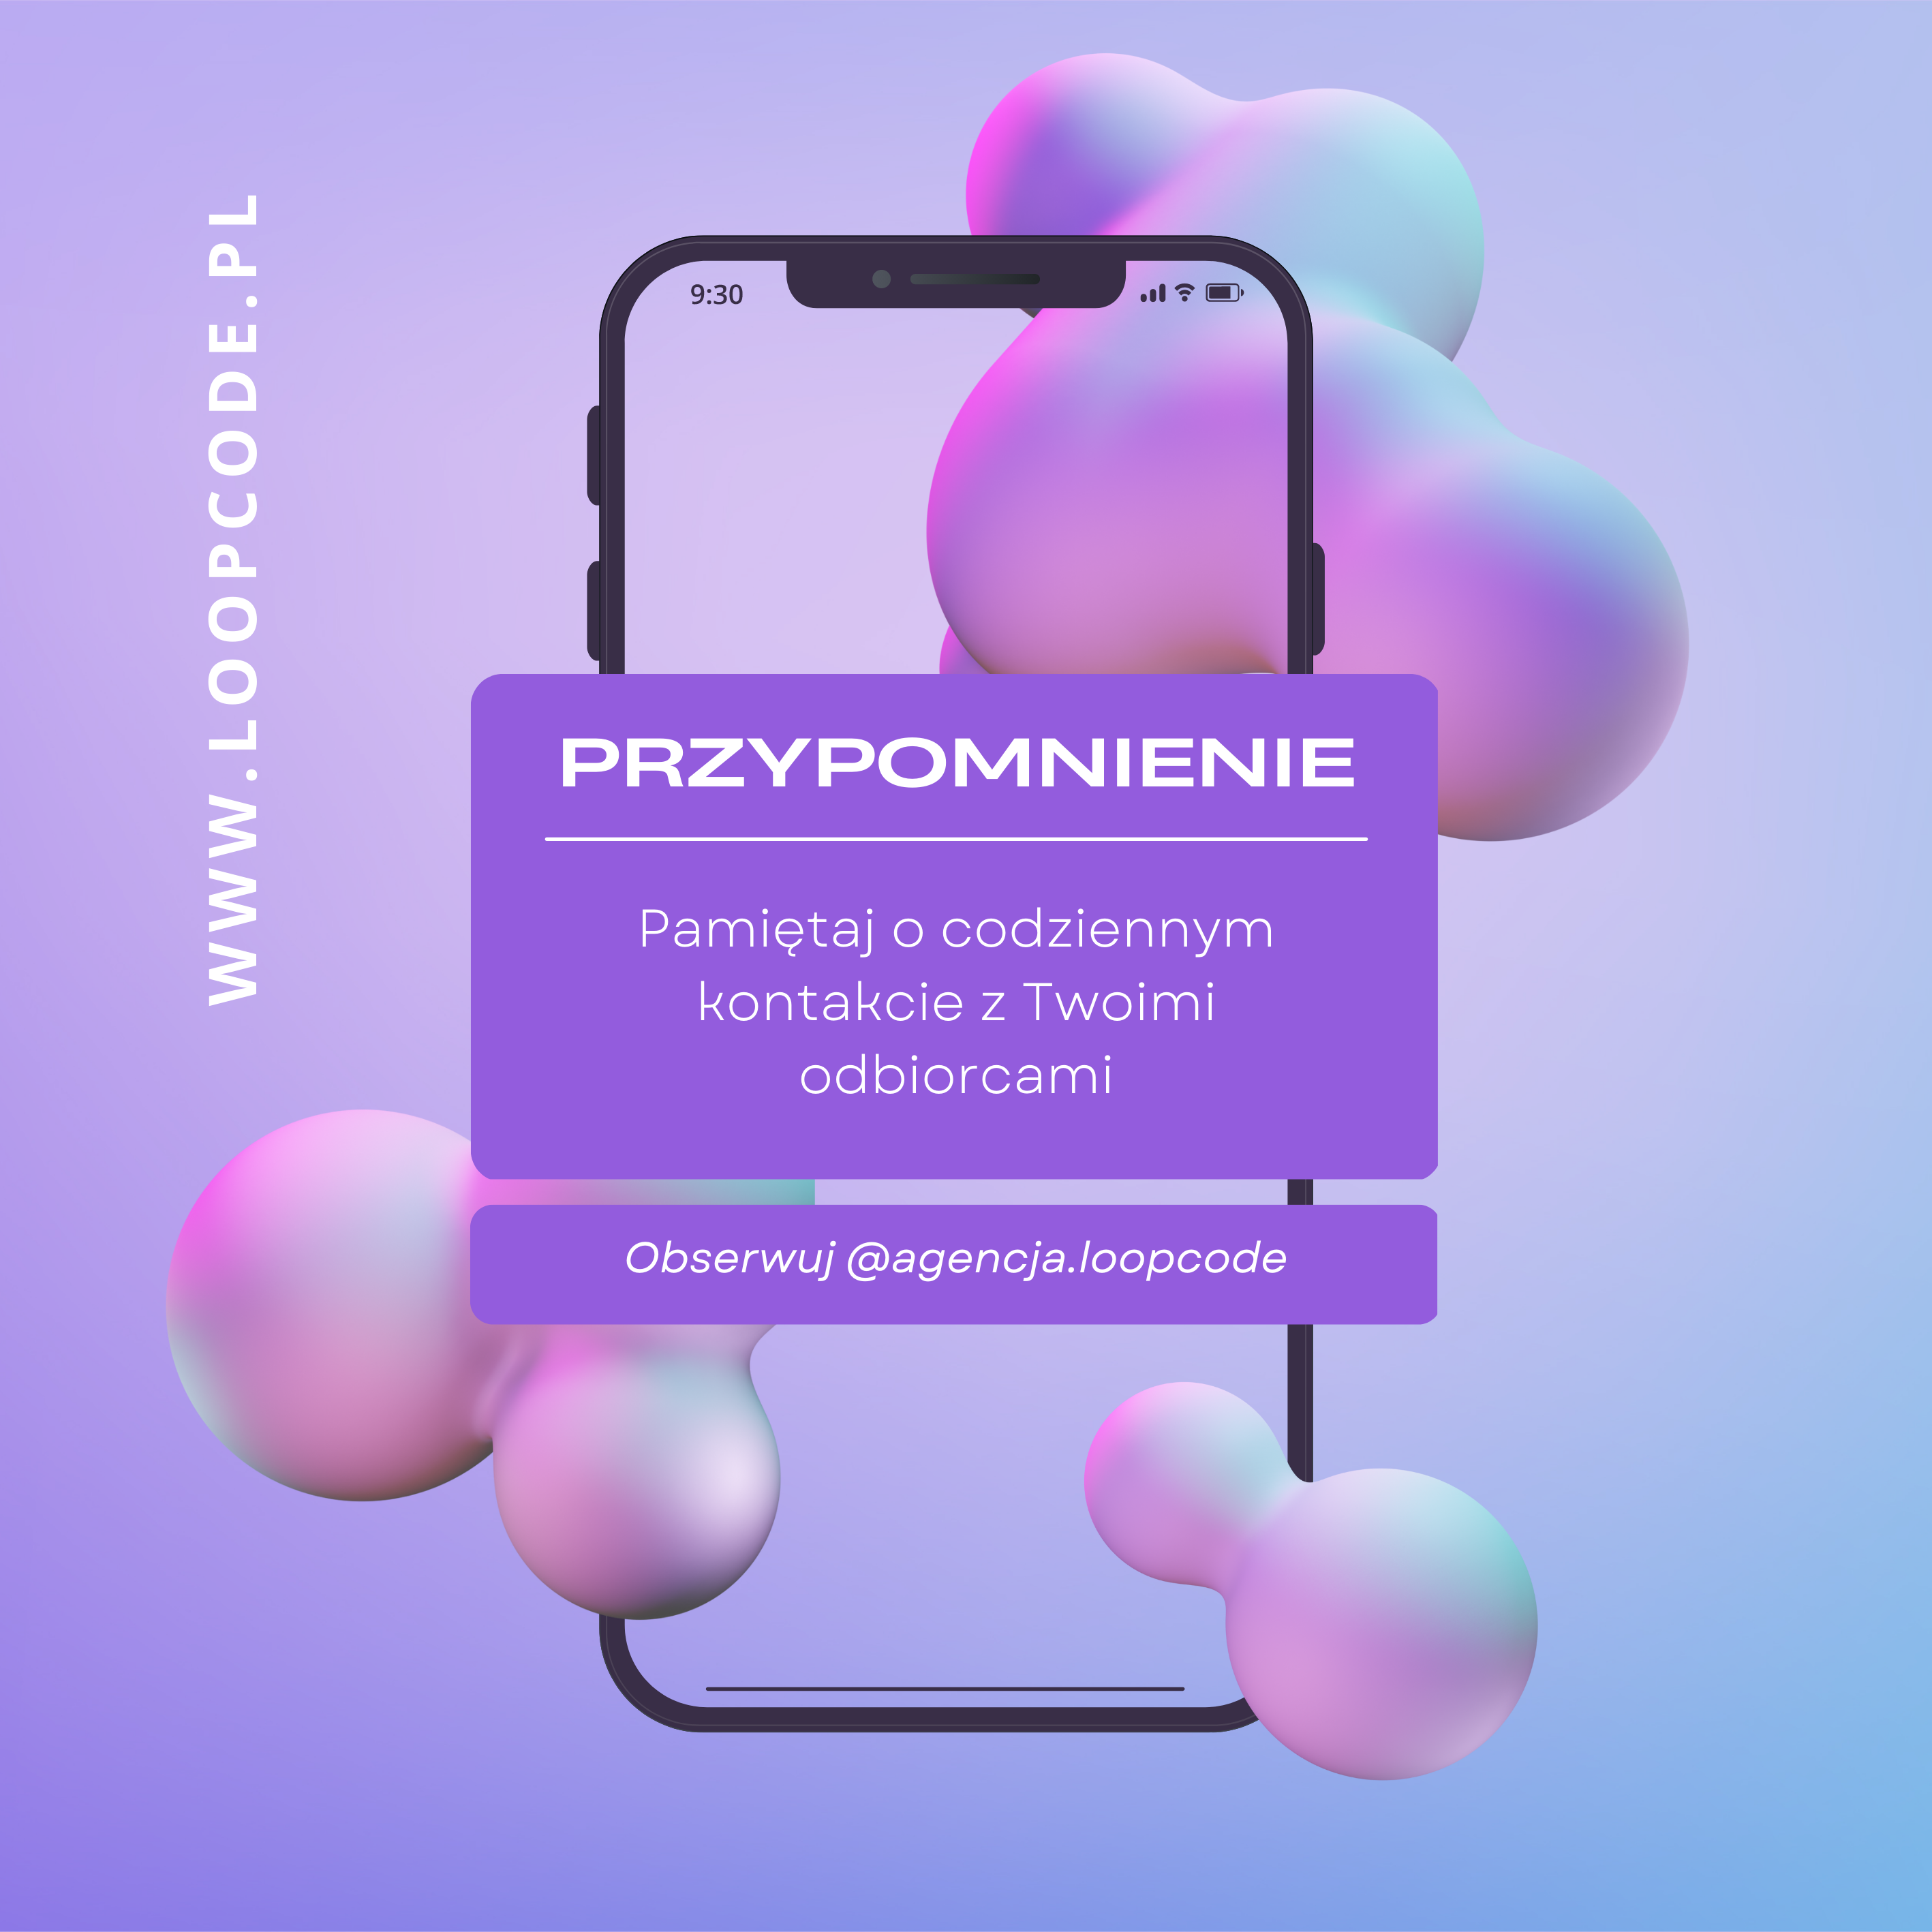 WWW.LOOPCODE.PL
9:30
PRZYPOMNIENIE
Pamiętaj o codziennym
kontakcie z Twoimi
odbiorcami
Obserwuj @agencja.loopcode